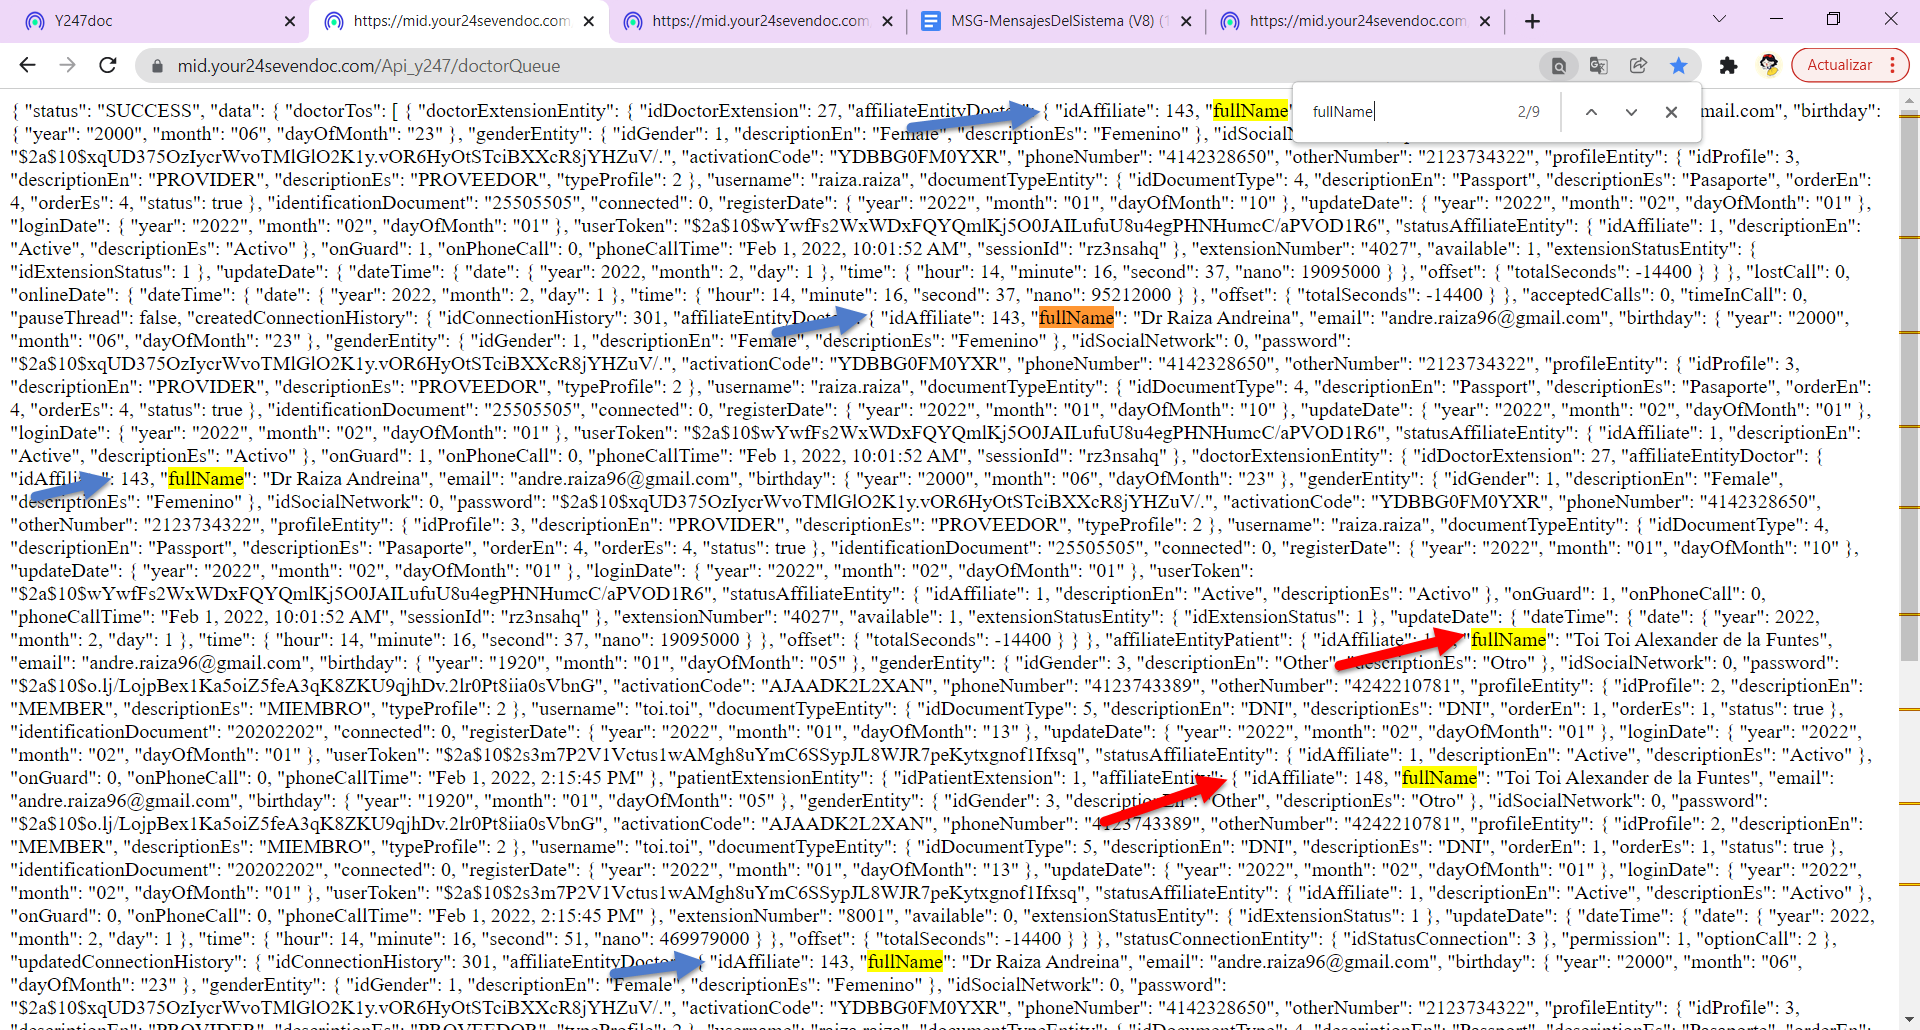 Y247doc
https://mid.your24sevendoc.com
https://mid.your24sevendoc.com
MSG-MensajesDelSistema (V8) (
https://mid.your24sevendoc.com
mid.your24sevendoc.com/Api_y247/doctorQueue
Actualizar
fullName 2/9
{ "status": "SUCCESS", "data": { "doctorTos": [ { "doctorExtensionEntity": { "idDoctorExtension": 27, "affiliateEntityDoctor": { "idAffiliate": 143, "fullName" mail.com", "birthday":
{ "year": "2000", "month": "06", "dayOfMonth": "23" }, "genderEntity": { "idGender": 1, "descriptionEn": "Female", "descriptionEs": "Femenino" }, "idSocialNetwork"
"$2a$10$xqUD375OzIycrWvoTMlGlO2K1y.vOR6HyOtSTciBXXcR8jYHZuV/.", "activationCode": "YDBBG0FM0YXR", "phoneNumber": "4142328650", "otherNumber": "2123734322", "profileEntity": { "idProfile": 3,
"descriptionEn": "PROVIDER", "descriptionEs": "PROVEEDOR", "typeProfile": 2 }, "username": "raiza.raiza", "documentTypeEntity": { "idDocumentType": 4, "descriptionEn": "Passport", "descriptionEs": "Pasaporte", "orderEn":
4, "orderEs": 4, "status": true }, "identificationDocument": "25505505", "connected": 0, "registerDate": { "year": "2022", "month": "01", "dayOfMonth": "10" }, "updateDate": { "year": "2022", "month": "02", "dayOfMonth": "01" },
"loginDate": { "year": "2022", "month": "02", "dayOfMonth": "01" }, "userToken": "$2a$10$wYwfFs2WxWDxFQYQmlKj5O0JAILufuU8u4egPHNHumcC/aPVOD1R6", "statusAffiliateEntity": { "idAffiliate": 1, "descriptionEn":
"Active", "descriptionEs": "Activo" }, "onGuard": 1, "onPhoneCall": 0, "phoneCallTime": "Feb 1, 2022, 10:01:52 AM", "sessionId": "rz3nsahq" }, "extensionNumber": "4027", "available": 1, "extensionStatusEntity": {
"idExtensionStatus": 1 }, "updateDate": { "dateTime": { "date": { "year": 2022, "month": 2, "day": 1 }, "time": { "hour": 14, "minute": 16, "second": 37, "nano": 19095000 } }, "offset": { "totalSeconds": -14400 } } }, "lostCall": 0,
"onlineDate": { "dateTime": { "date": { "year": 2022, "month": 2, "day": 1 }, "time": { "hour": 14, "minute": 16, "second": 37, "nano": 95212000 } }, "offset": { "totalSeconds": -14400 } }, "acceptedCalls": 0, "timeInCall": 0,
"pauseThread": false, "createdConnectionHistory": { "idConnectionHistory": 301, "affiliateEntityDoctor": { "idAffiliate": 143, "fullName": "Dr Raiza Andreina", "email": "andre.raiza96@gmail.com", "birthday": { "year": "2000",
"month": "06", "dayOfMonth": "23" }, "genderEntity": { "idGender": 1, "descriptionEn": "Female", "descriptionEs": "Femenino" }, "idSocialNetwork": 0, "password":
"$2a$10$xqUD375OzIycrWvoTMlGlO2K1y.vOR6HyOtSTciBXXcR8jYHZuV/.", "activationCode": "YDBBG0FM0YXR", "phoneNumber": "4142328650", "otherNumber": "2123734322", "profileEntity": { "idProfile": 3,
"descriptionEn": "PROVIDER", "descriptionEs": "PROVEEDOR", "typeProfile": 2 }, "username": "raiza.raiza", "documentTypeEntity": { "idDocumentType": 4, "descriptionEn": "Passport", "descriptionEs": "Pasaporte", "orderEn":
4, "orderEs": 4, "status": true }, "identificationDocument": "25505505", "connected": 0, "registerDate": { "year": "2022", "month": "01", "dayOfMonth": "10" }, "updateDate": { "year": "2022", "month": "02", "dayOfMonth": "01" },
"loginDate": { "year": "2022", "month": "02", "dayOfMonth": "01" }, "userToken": "$2a$10$wYwfFs2WxWDxFQYQmlKj5O0JAILufuU8u4egPHNHumcC/aPVOD1R6", "statusAffiliateEntity": { "idAffiliate": 1, "descriptionEn":
"Active", "descriptionEs": "Activo" }, "onGuard": 1, "onPhoneCall": 0, "phoneCallTime": "Feb 1, 2022, 10:01:52 AM", "sessionId": "rz3nsahq" }, "doctorExtensionEntity": { "idDoctorExtension": 27, "affiliateEntityDoctor": {
"idAffiliate": 143, "fullName": "Dr Raiza Andreina", "email": "andre.raiza96@gmail.com", "birthday": { "year": "2000", "month": "06", "dayOfMonth": "23" }, "genderEntity": { "idGender": 1, "descriptionEn": "Female",
"descriptionEs": "Femenino" }, "idSocialNetwork": 0, "password": "$2a$10$xqUD375OzIycrWvoTMlGlO2K1y.vOR6HyOtSTciBXXcR8jYHZuV/.", "activationCode": "YDBBG0FM0YXR", "phoneNumber": "4142328650",
"otherNumber": "2123734322", "profileEntity": { "idProfile": 3, "descriptionEn": "PROVIDER", "descriptionEs": "PROVEEDOR", "typeProfile": 2 }, "username": "raiza.raiza", "documentTypeEntity": { "idDocumentType": 4,
"descriptionEn": "Passport", "descriptionEs": "Pasaporte", "orderEn": 4, "orderEs": 4, "status": true }, "identificationDocument": "25505505", "connected": 0, "registerDate": { "year": "2022", "month": "01", "dayOfMonth": "10" },
"updateDate": { "year": "2022", "month": "02", "dayOfMonth": "01" }, "loginDate": { "year": "2022", "month": "02", "dayOfMonth": "01" }, "userToken":
"$2a$10$wYwfFs2WxWDxFQYQmlKj5O0JAILufuU8u4egPHNHumcC/aPVOD1R6", "statusAffiliateEntity": { "idAffiliate": 1, "descriptionEn": "Active", "descriptionEs": "Activo" }, "onGuard": 1, "onPhoneCall": 0,
"phoneCallTime": "Feb 1, 2022, 10:01:52 AM", "sessionId": "rz3nsahq" }, "extensionNumber": "4027", "available": 1, "extensionStatusEntity": { "idExtensionStatus": 1 }, "updateDate": { "dateTime": { "date": { "year": 2022,
"month": 2, "day": 1 }, "time": { "hour": 14, "minute": 16, "second": 37, "nano": 19095000 } }, "offset": { "totalSeconds": -14400 } } }, "affiliateEntityPatient": { "idAffiliate": "fullName": "Toi Toi Alexander de la Funtes",
"email": "andre.raiza96@gmail.com", "birthday": { "year": "1920", "month": "01", "dayOfMonth": "05" }, "genderEntity": { "idGender": 3, "descriptionEn": "Other", "descriptionEs": "Otro" }, "idSocialNetwork": 0, "password":
"$2a$10$o.lj/LojpBex1Ka5oiZ5feA3qK8ZKU9qjhDv.2lr0Pt8iia0sVbnG", "activationCode": "AJAADK2L2XAN", "phoneNumber": "4123743389", "otherNumber": "4242210781", "profileEntity": { "idProfile": 2, "descriptionEn":
"MEMBER", "descriptionEs": "MIEMBRO", "typeProfile": 2 }, "username": "toi.toi", "documentTypeEntity": { "idDocumentType": 5, "descriptionEn": "DNI", "descriptionEs": "DNI", "orderEn": 1, "orderEs": 1, "status": true },
"identificationDocument": "20202202", "connected": 0, "registerDate": { "year": "2022", "month": "01", "dayOfMonth": "13" }, "updateDate": { "year": "2022", "month": "02", "dayOfMonth": "01" }, "loginDate": { "year": "2022",
"month": "02", "dayOfMonth": "01" }, "userToken": "$2a$10$2s3m7P2V1Vctus1wAMgh8uYmC6SSypJL8WJR7peKytxgnof1Ifxsq", "statusAffiliateEntity": { "idAffiliate": 1, "descriptionEn": "Active", "descriptionEs": "Activo" },
"onGuard": 0, "onPhoneCall": 0, "phoneCallTime": "Feb 1, 2022, 2:15:45 PM" }, "patientExtensionEntity": { "idPatientExtension": 1, "affiliateEntity": { "idAffiliate": 148, "fullName": "Toi Toi Alexander de la Funtes", "email":
"andre.raiza96@gmail.com", "birthday": { "year": "1920", "month": "01", "dayOfMonth": "05" }, "genderEntity": { "idGender": 3, "descriptionEn": "Other", "descriptionEs": "Otro" }, "idSocialNetwork": 0, "password":
"$2a$10$o.lj/LojpBex1Ka5oiZ5feA3qK8ZKU9qjhDv.2lr0Pt8iia0sVbnG", "activationCode": "AJAADK2L2XAN", "phoneNumber": "4123743389", "otherNumber": "4242210781", "profileEntity": { "idProfile": 2, "descriptionEn":
"MEMBER", "descriptionEs": "MIEMBRO", "typeProfile": 2 }, "username": "toi.toi", "documentTypeEntity": { "idDocumentType": 5, "descriptionEn": "DNI", "descriptionEs": "DNI", "orderEn": 1, "orderEs": 1, "status": true },
"identificationDocument": "20202202", "connected": 0, "registerDate": { "year": "2022", "month": "01", "dayOfMonth": "13" }, "updateDate": { "year": "2022", "month": "02", "dayOfMonth": "01" }, "loginDate": { "year": "2022",
"month": "02", "dayOfMonth": "01" }, "userToken": "$2a$10$2s3m7P2V1Vctus1wAMgh8uYmC6SSypJL8WJR7peKytxgnof1Ifxsq", "statusAffiliateEntity": { "idAffiliate": 1, "descriptionEn": "Active", "descriptionEs": "Activo" },
"onGuard": 0, "onPhoneCall": 0, "phoneCallTime": "Feb 1, 2022, 2:15:45 PM" }, "extensionNumber": "8001", "available": 0, "extensionStatusEntity": { "idExtensionStatus": 1 }, "updateDate": { "dateTime": { "date": { "year": 2022,
"month": 2, "day": 1 }, "time": { "hour": 14, "minute": 16, "second": 51, "nano": 469979000 } }, "offset": { "totalSeconds": -14400 } } }, "statusConnectionEntity": { "idStatusConnection": 3 }, "permission": 1, "optionCall": 2 },
"updatedConnectionHistory": { "idConnectionHistory": 301, "affiliateEntityDoctor": { "idAffiliate": 143, "fullName": "Dr Raiza Andreina", "email": "andre.raiza96@gmail.com", "birthday": { "year": "2000", "month": "06",
"dayOfMonth": "23" }, "genderEntity": { "idGender": 1, "descriptionEn": "Female", "descriptionEs": "Femenino" }, "idSocialNetwork": 0, "password":
"$2a$10$xqUD375OzIycrWvoTMlGlO2K1y.vOR6HyOtSTciBXXcR8jYHZuV/.", "activationCode": "YDBBG0FM0YXR", "phoneNumber": "4142328650", "otherNumber": "2123734322", "profileEntity": { "idProfile": 3,
"descriptionEn": "PROVIDER", "descriptionEs": "PROVEEDOR", "typeProfile": 2 }, "username": "raiza.raiza", "documentTypeEntity": { "idDocumentType": 4, "descriptionEn": "Passport", "descriptionEs": "Pasaporte", "orderEn":